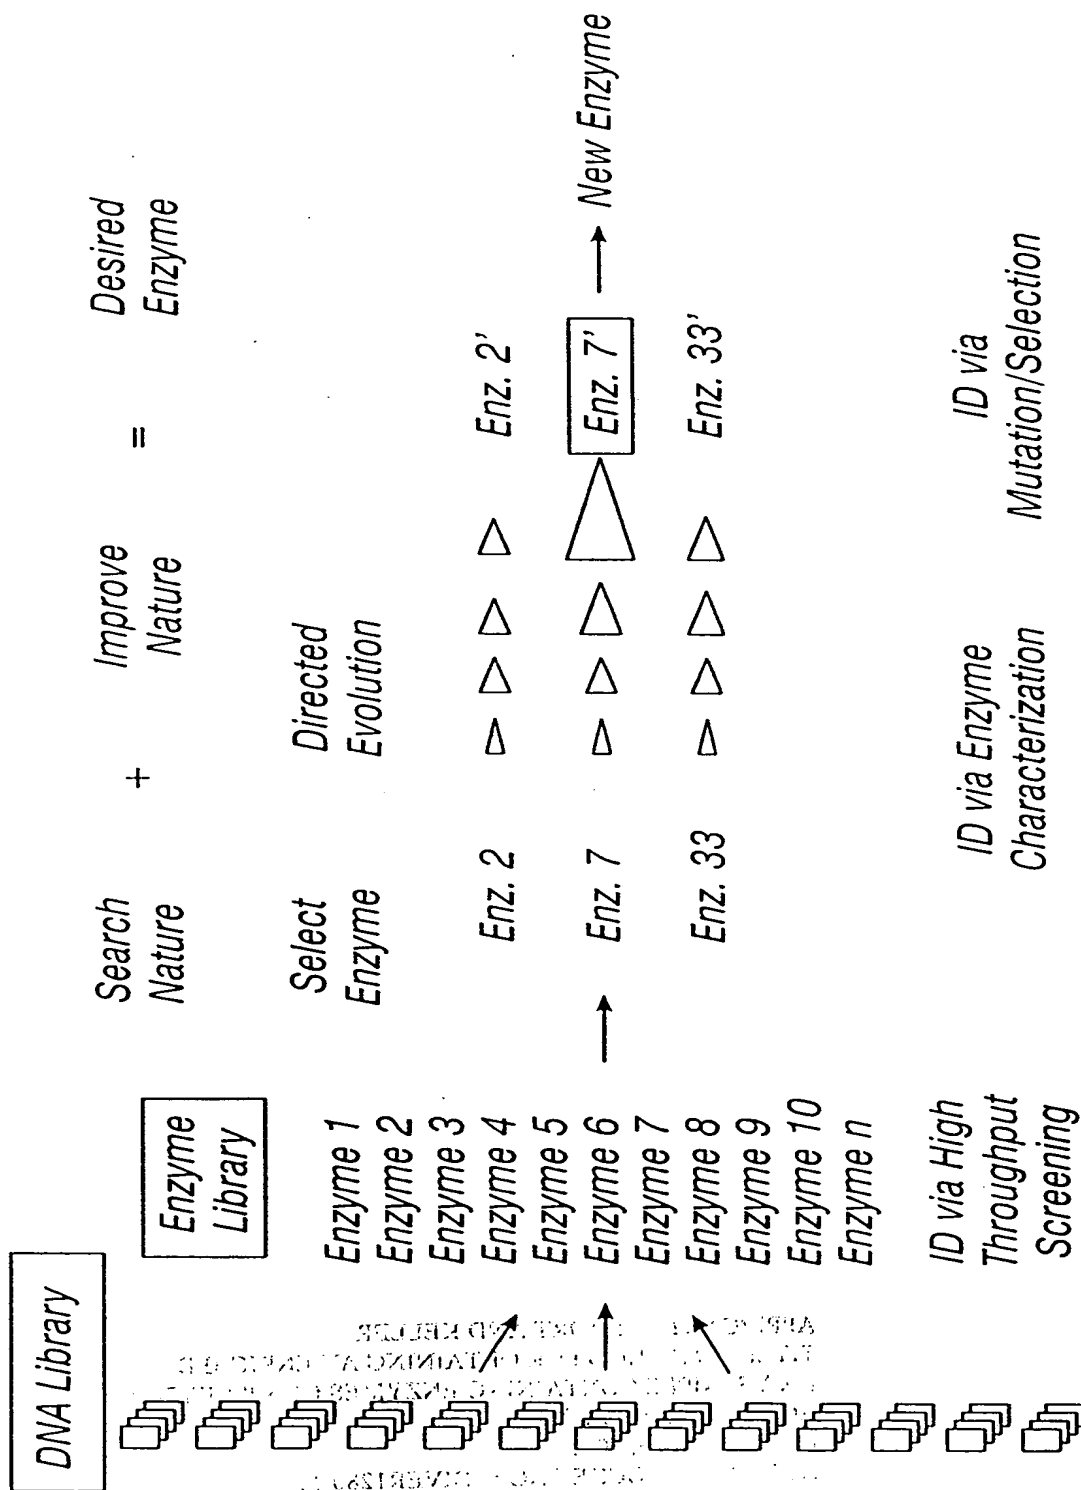 DNA Library
Enzyme
Library
Search
Nature
+
Improve
Nature
=
Desired
Enzyme
Select
Enzyme
Directed
Evolution
Enzyme 1
Enzyme 2
Enzyme 3
Enzyme 4
Enzyme 5
Enzyme 6
Enzyme 7
Enzyme 8
Enzyme 9
Enzyme 10
Enzyme n
Enz. 2
Enz. 7
Enz. 33
Enz. 2'
Enz. 7'
Enz. 33'
New Enzyme
ID via High
Throughput
Screening
ID via Enzyme
Characterization
ID via
Mutation/Selection
AND KELLER